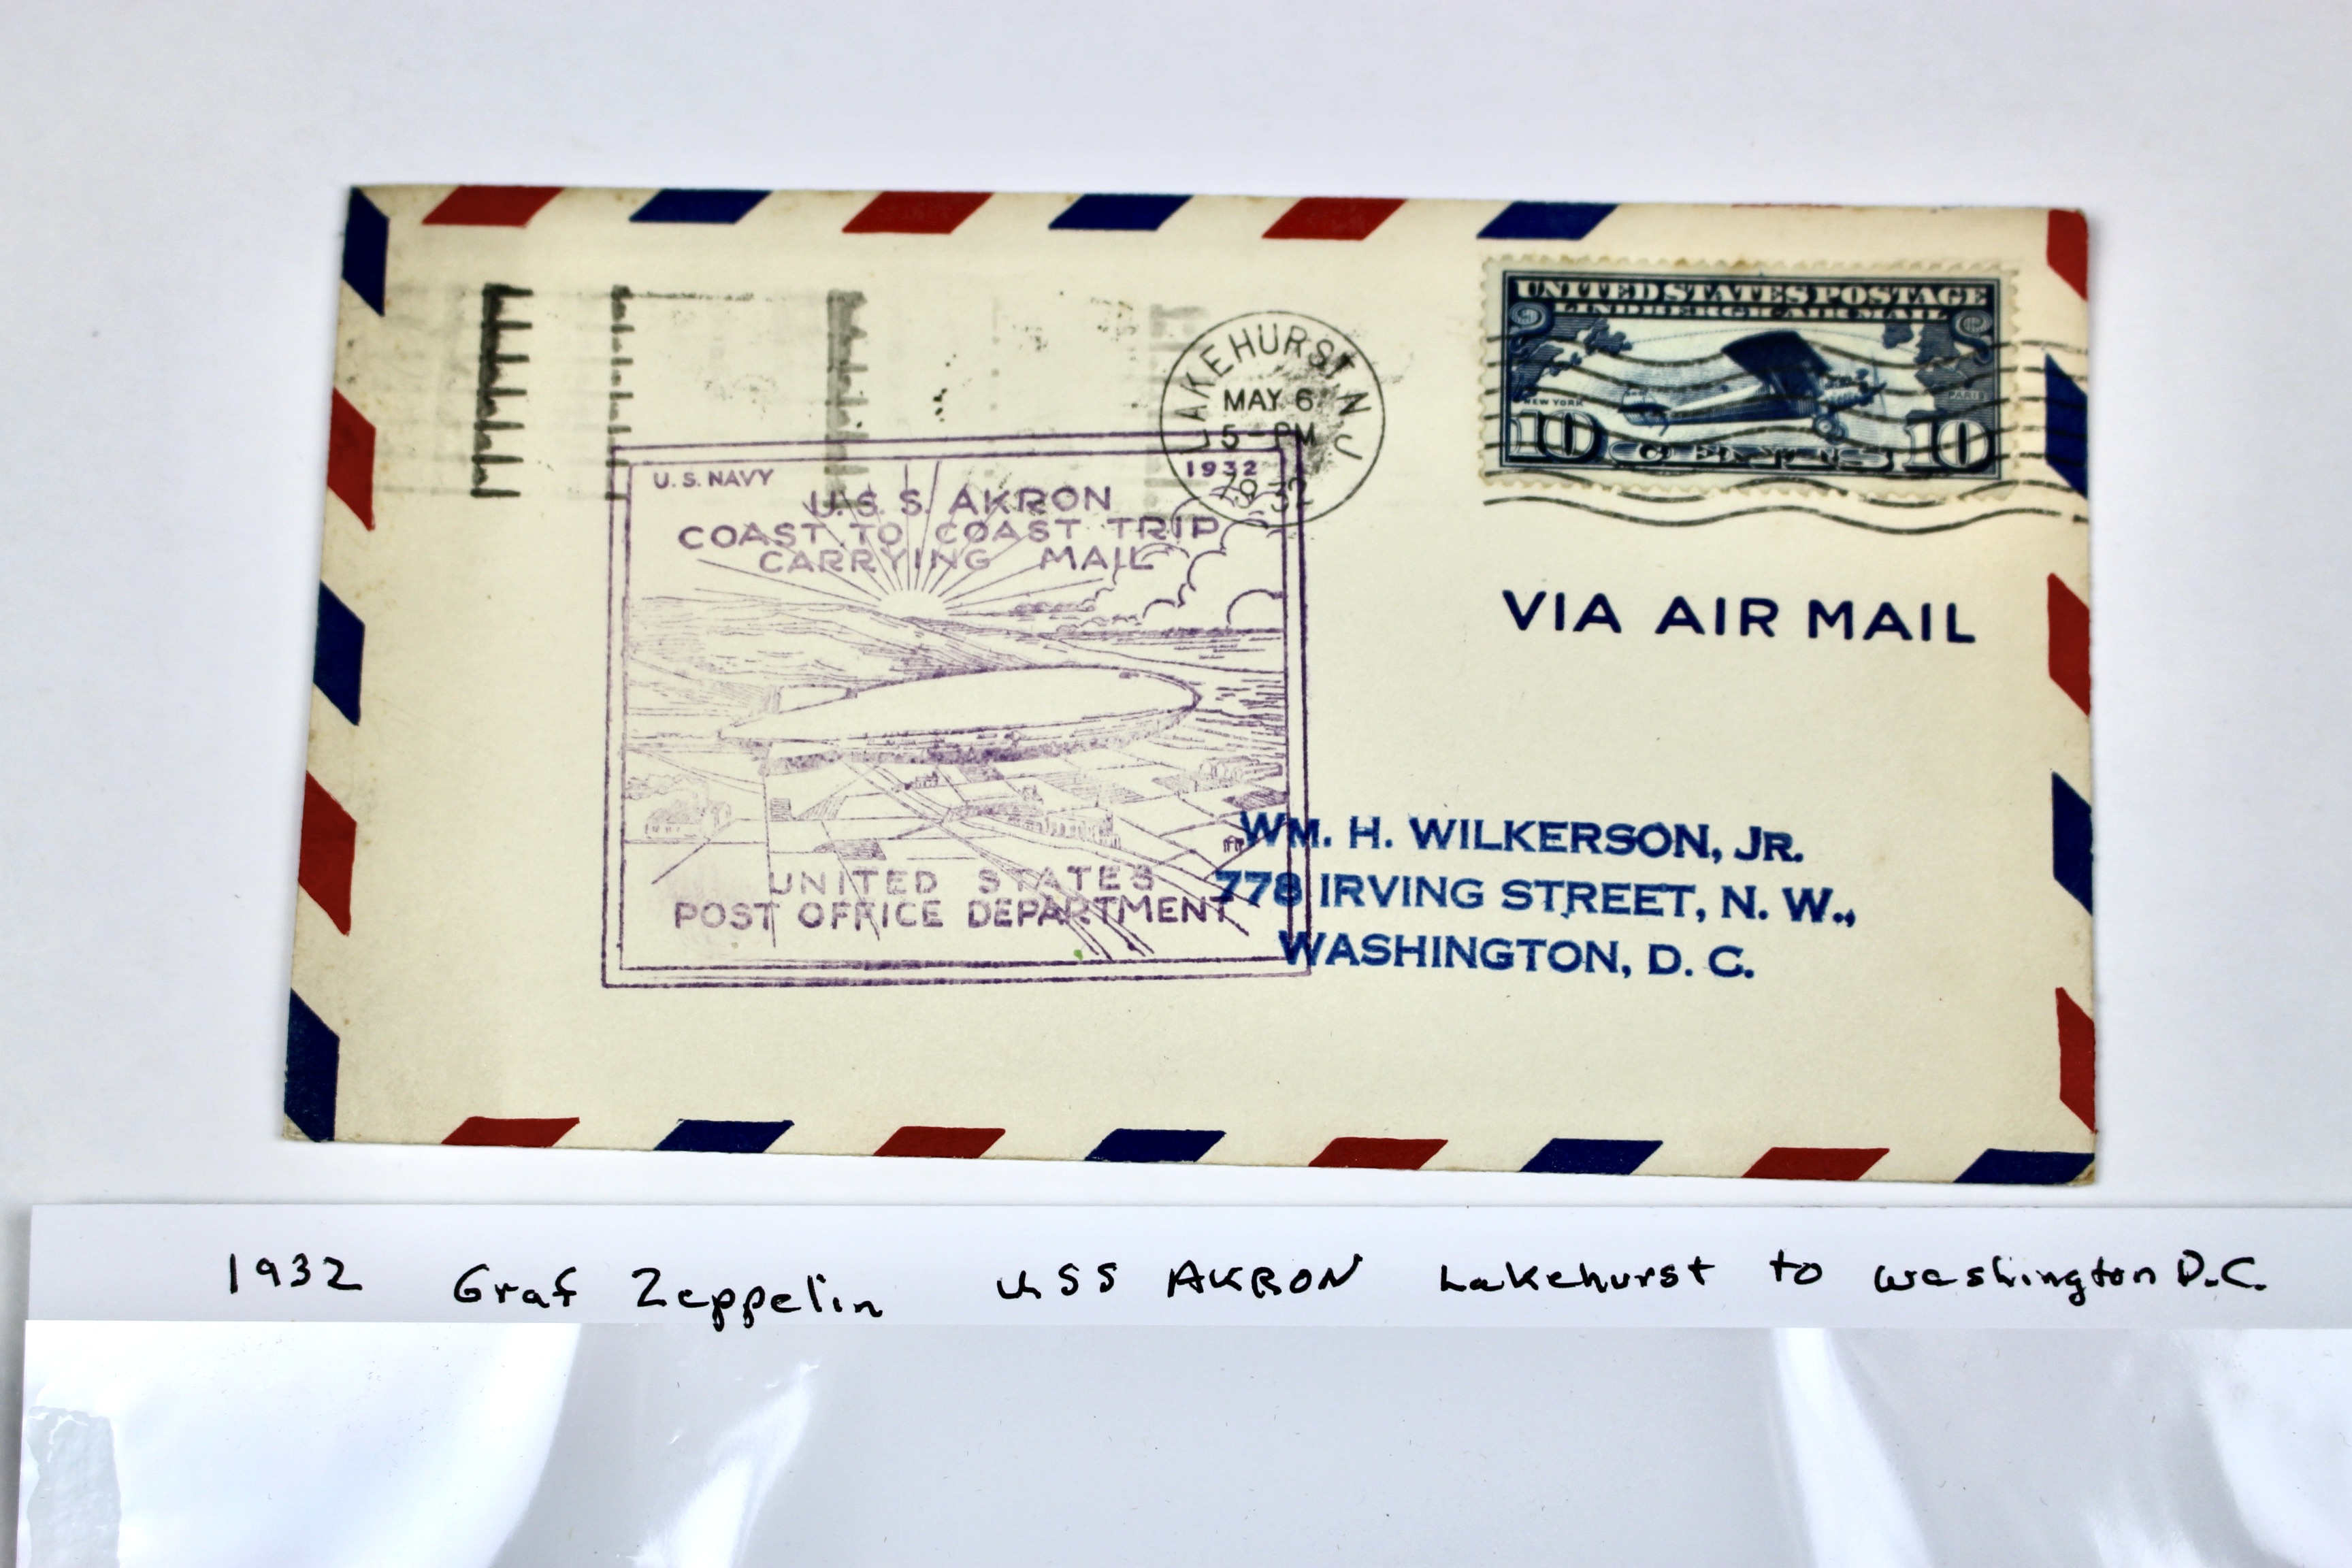 LAKEHURST N J
MAY 6
5-PM
1932
UNITED STATES POSTAGE
LINDBERGH AIR MAIL
NEW YORK
PARIS
10 CENTS 10
U.S. NAVY
1932
U.S.S. AKRON
COAST TO COAST TRIP
CARRYING MAIL
UNITED STATES
POST OFFICE DEPARTMENT
VIA AIR MAIL
WM. H. WILKERSON, JR.
778 IRVING STREET, N. W.,
WASHINGTON, D. C.
1932 Graf Zeppelin USS AKRON Lakehurst to Washington D.C.